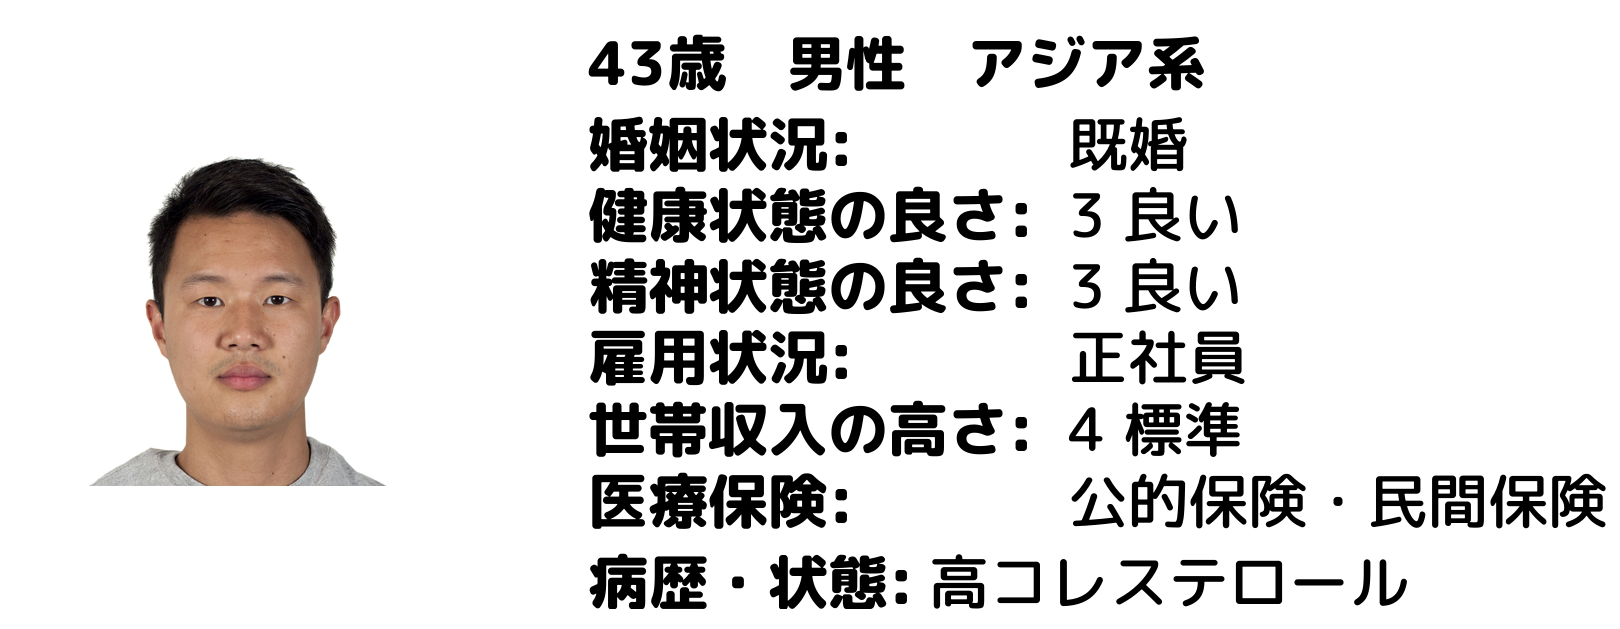 43歳　男性　アジア系
婚姻状況: 既婚
健康状態の良さ: 3 良い
精神状態の良さ: 3 良い
雇用状況: 正社員
世帯収入の高さ: 4 標準
医療保険: 公的保険・民間保険
病歴・状態: 高コレステロール